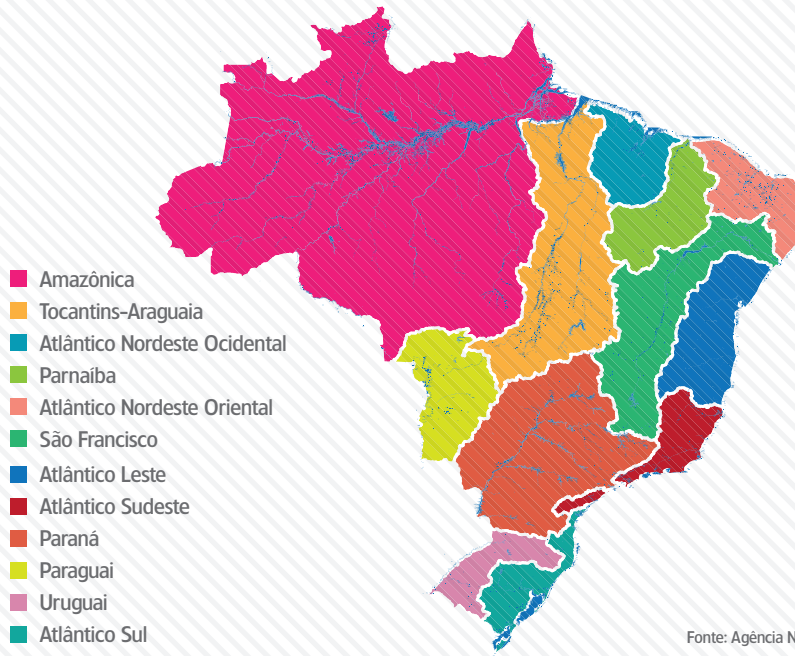 Amazônica
Tocantins-Araguaia
Atlântico Nordeste Ocidental
Parnaíba
Atlântico Nordeste Oriental
São Francisco
Atlântico Leste
Atlântico Sudeste
Paraná
Paraguai
Uruguai
Atlântico Sul
Fonte: Agência N